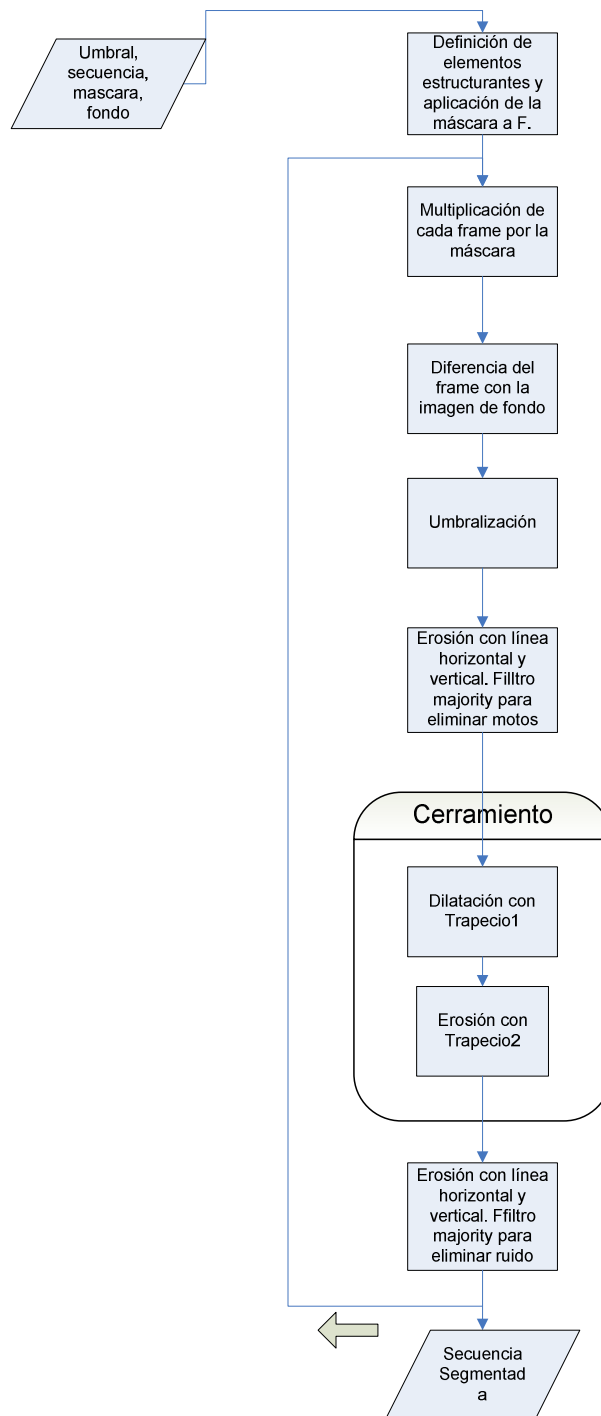 Umbral,
secuencia,
mascara,
fondo
Definición de
elementos
estructurantes y
aplicación de la
máscara a F.
Multiplicación de
cada frame por la
máscara
Diferencia del
frame con la
imagen de fondo
Umbralización
Erosión con línea
horizontal y
vertical. Filltro
majority para
eliminar motos
Cerramiento
Dilatación con
Trapecio1
Erosión con
Trapecio2
Erosión con línea
horizontal y
vertical. Ffiltro
majority para
eliminar ruido
Secuencia
Segmentad
a